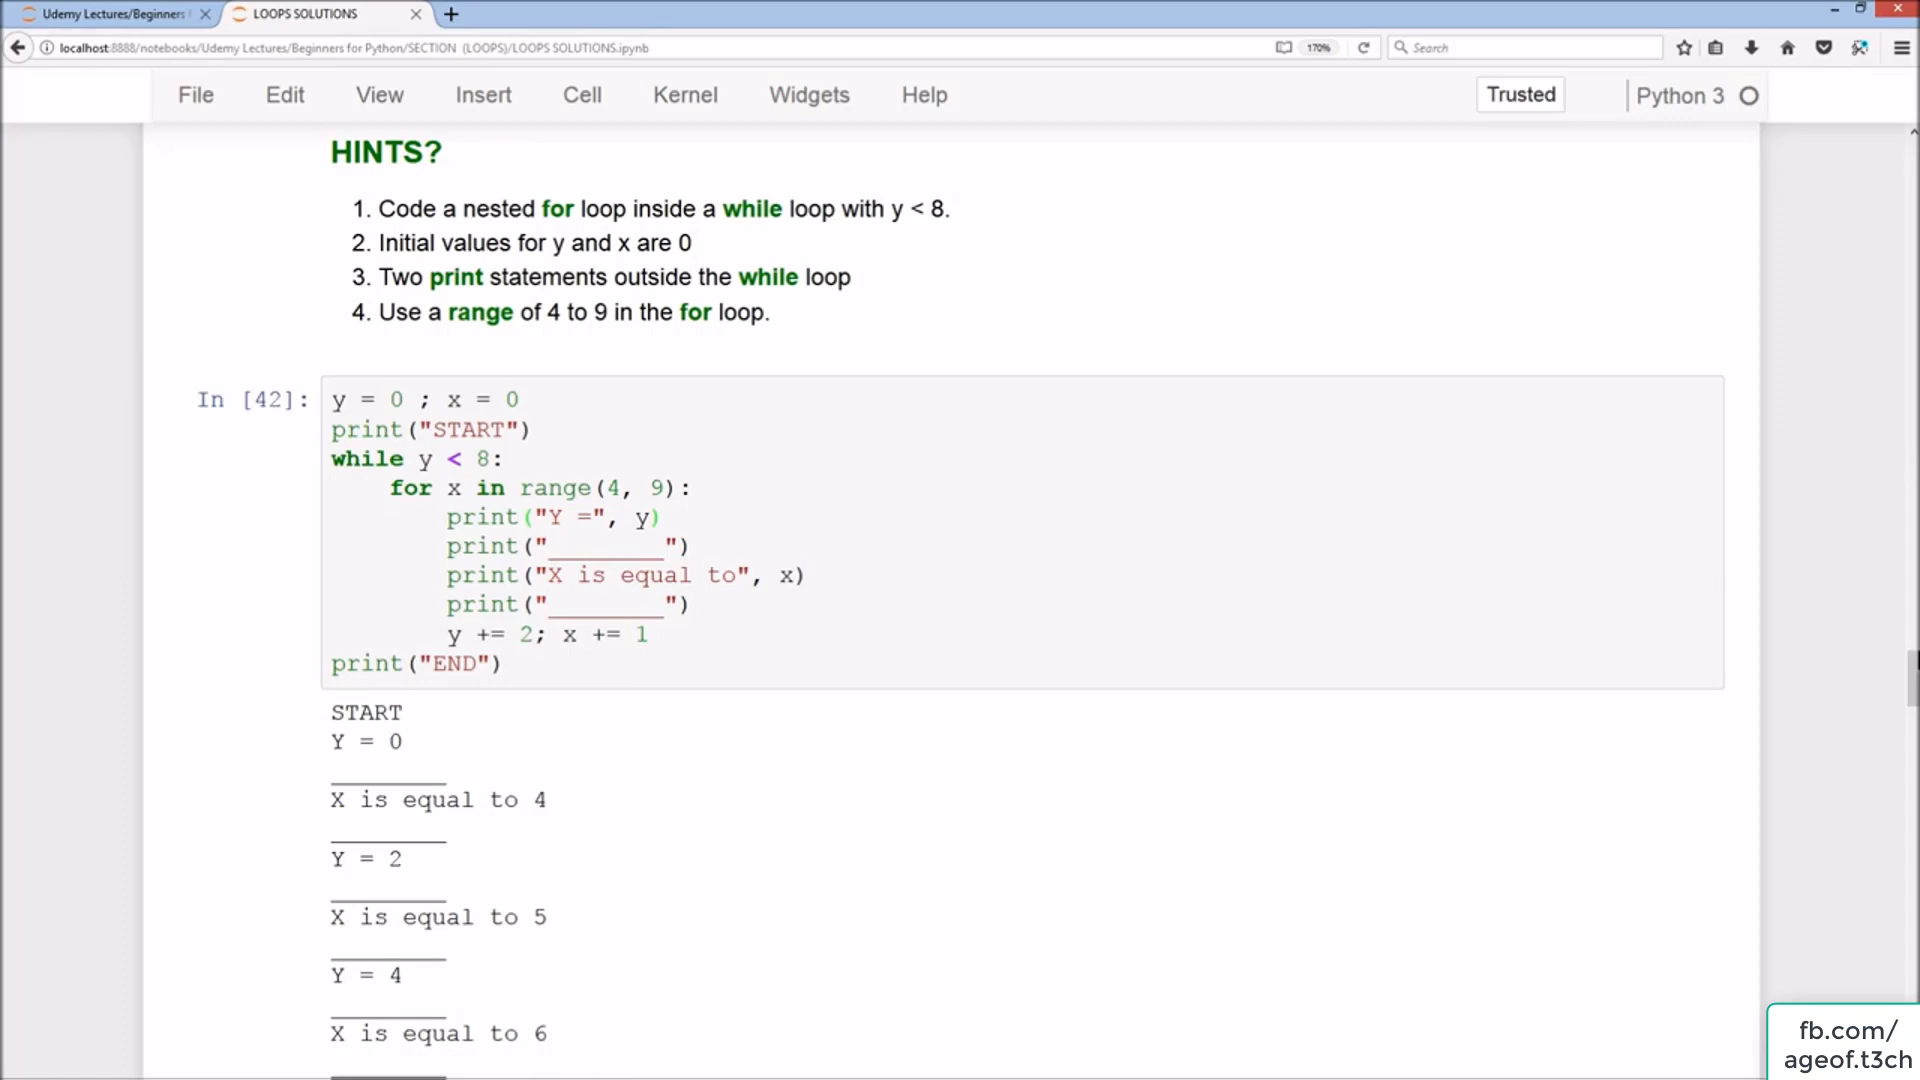 Udemy Lectures/Beginners f
LOOPS SOLUTIONS
localhost:8888/notebooks/Udemy Lectures/Beginners for Python/SECTION (LOOPS)/LOOPS SOLUTIONS.ipynb
170%
Search
File Edit View Insert Cell Kernel Widgets Help
Trusted
Python 3
HINTS?
1. Code a nested for loop inside a while loop with y < 8.
2. Initial values for y and x are 0
3. Two print statements outside the while loop
4. Use a range of 4 to 9 in the for loop.
In [42]:
y = 0 ; x = 0
print("START")
while y < 8:
    for x in range(4, 9):
        print("Y =", y)
        print("________")
        print("X is equal to", x)
        print("________")
        y += 2; x += 1
print("END")
START
Y = 0
________
X is equal to 4
________
Y = 2
________
X is equal to 5
________
Y = 4
________
X is equal to 6
________
fb.com/
ageof.t3ch